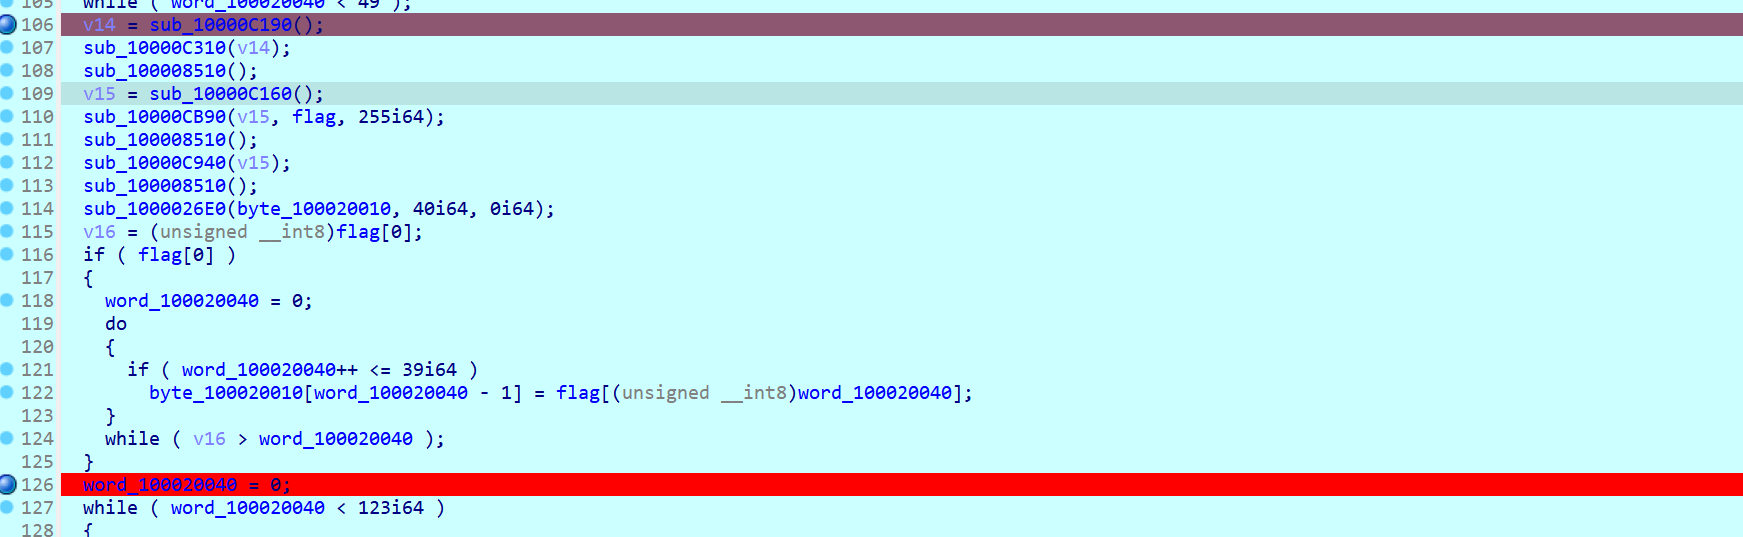 105 while ( word_100020040 < 49 );
106 v14 = sub_10000C190();
107 sub_10000C310(v14);
108 sub_100008510();
109 v15 = sub_10000C160();
110 sub_10000CB90(v15, flag, 255i64);
111 sub_100008510();
112 sub_10000C940(v15);
113 sub_100008510();
114 sub_1000026E0(byte_100020010, 40i64, 0i64);
115 v16 = (unsigned __int8)flag[0];
116 if ( flag[0] )
117 {
118 word_100020040 = 0;
119 do
120 {
121 if ( word_100020040++ <= 39i64 )
122 byte_100020010[word_100020040 - 1] = flag[(unsigned __int8)word_100020040];
123 }
124 while ( v16 > word_100020040 );
125 }
126 word_100020040 = 0;
127 while ( word_100020040 < 123i64 )
128 {